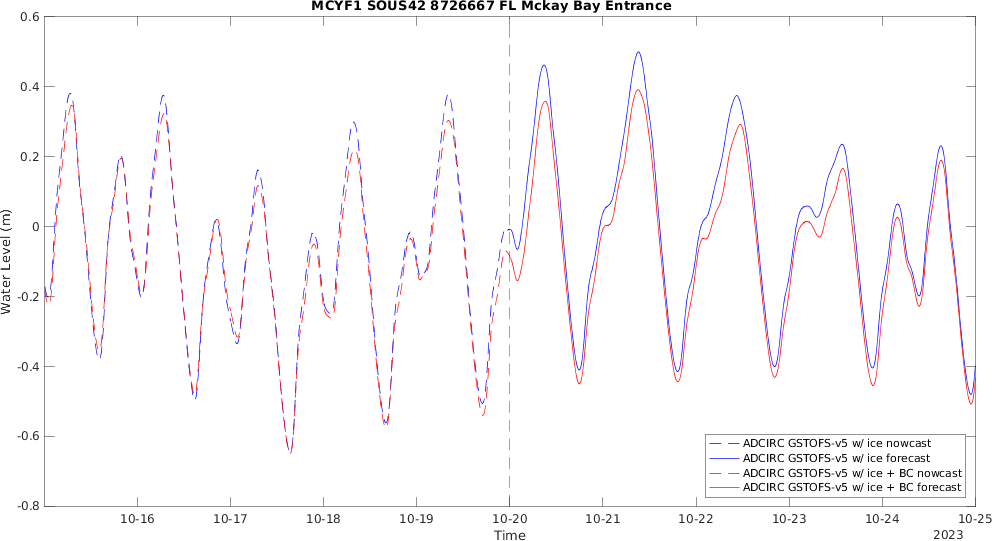 MCYF1 SOUS42 8726667 FL Mckay Bay Entrance
0.6
0.4
0.2
0
-0.2
-0.4
-0.6
-0.8
Water Level (m)
10-16 10-17 10-18 10-19 10-20 10-21 10-22 10-23 10-24 10-25
Time
2023
ADCIRC GSTOFS-v5 w/ ice nowcast
ADCIRC GSTOFS-v5 w/ ice forecast
ADCIRC GSTOFS-v5 w/ ice + BC nowcast
ADCIRC GSTOFS-v5 w/ ice + BC forecast